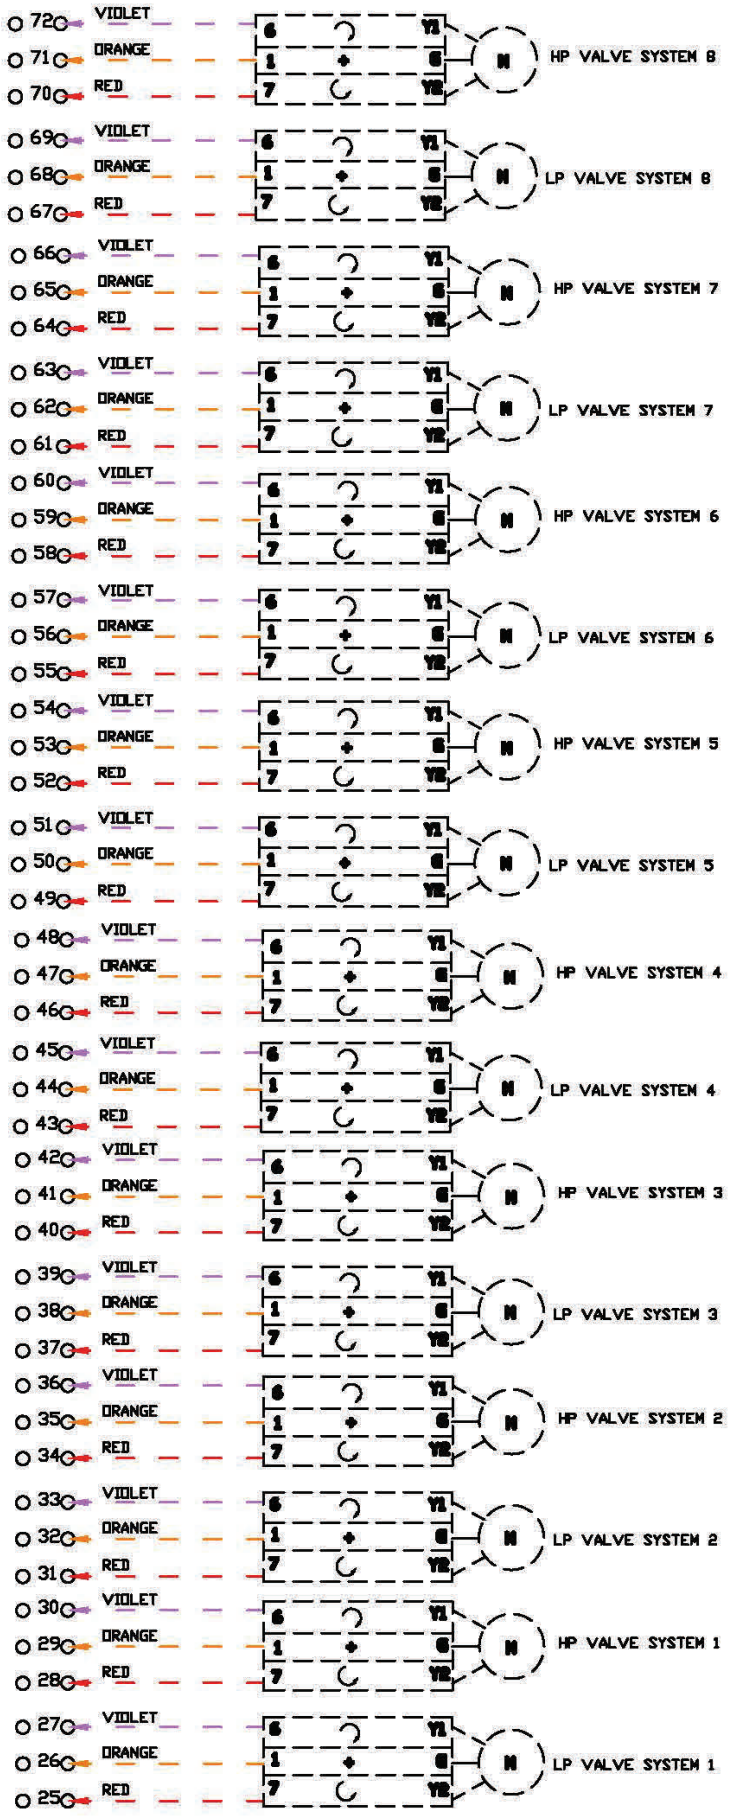 72 VIOLET 6 Y1
71 ORANGE 1 G M HP VALVE SYSTEM 8
70 RED 7 Y2
69 VIOLET 6 Y1
68 ORANGE 1 G M LP VALVE SYSTEM 8
67 RED 7 Y2
66 VIOLET 6 Y1
65 ORANGE 1 G M HP VALVE SYSTEM 7
64 RED 7 Y2
63 VIOLET 6 Y1
62 ORANGE 1 G M LP VALVE SYSTEM 7
61 RED 7 Y2
60 VIOLET 6 Y1
59 ORANGE 1 G M HP VALVE SYSTEM 6
58 RED 7 Y2
57 VIOLET 6 Y1
56 ORANGE 1 G M LP VALVE SYSTEM 6
55 RED 7 Y2
54 VIOLET 6 Y1
53 ORANGE 1 G M HP VALVE SYSTEM 5
52 RED 7 Y2
51 VIOLET 6 Y1
50 ORANGE 1 G M LP VALVE SYSTEM 5
49 RED 7 Y2
48 VIOLET 6 Y1
47 ORANGE 1 G M HP VALVE SYSTEM 4
46 RED 7 Y2
45 VIOLET 6 Y1
44 ORANGE 1 G M LP VALVE SYSTEM 4
43 RED 7 Y2
42 VIOLET 6 Y1
41 ORANGE 1 G M HP VALVE SYSTEM 3
40 RED 7 Y2
39 VIOLET 6 Y1
38 ORANGE 1 G M LP VALVE SYSTEM 3
37 RED 7 Y2
36 VIOLET 6 Y1
35 ORANGE 1 G M HP VALVE SYSTEM 2
34 RED 7 Y2
33 VIOLET 6 Y1
32 ORANGE 1 G M LP VALVE SYSTEM 2
31 RED 7 Y2
30 VIOLET 6 Y1
29 ORANGE 1 G M HP VALVE SYSTEM 1
28 RED 7 Y2
27 VIOLET 6 Y1
26 ORANGE 1 G M LP VALVE SYSTEM 1
25 RED 7 Y2